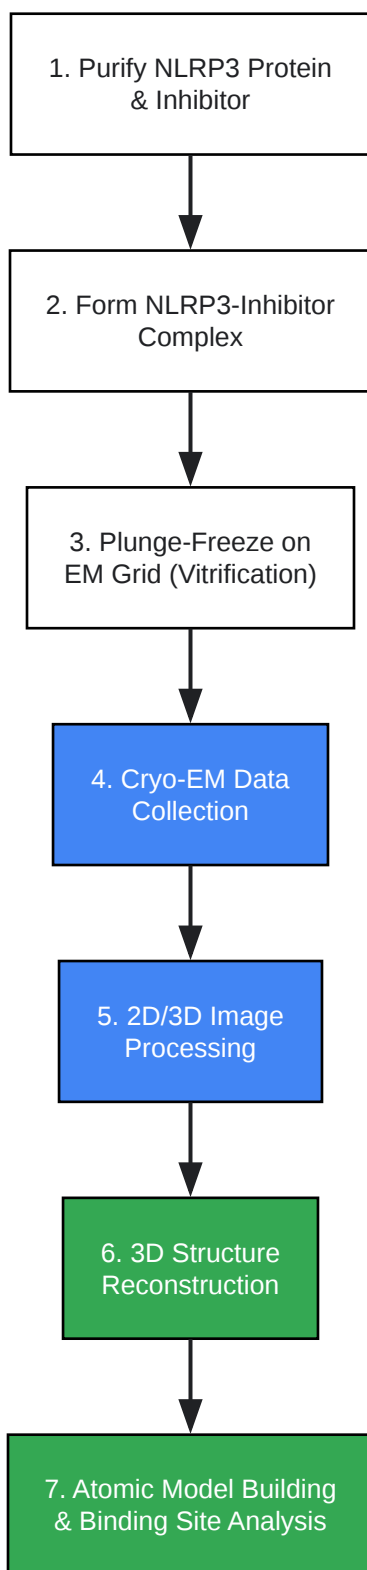 1. Purify NLRP3 Protein
& Inhibitor
2. Form NLRP3-Inhibitor
Complex
3. Plunge-Freeze on
EM Grid (Vitrification)
4. Cryo-EM Data
Collection
5. 2D/3D Image
Processing
6. 3D Structure
Reconstruction
7. Atomic Model Building
& Binding Site Analysis